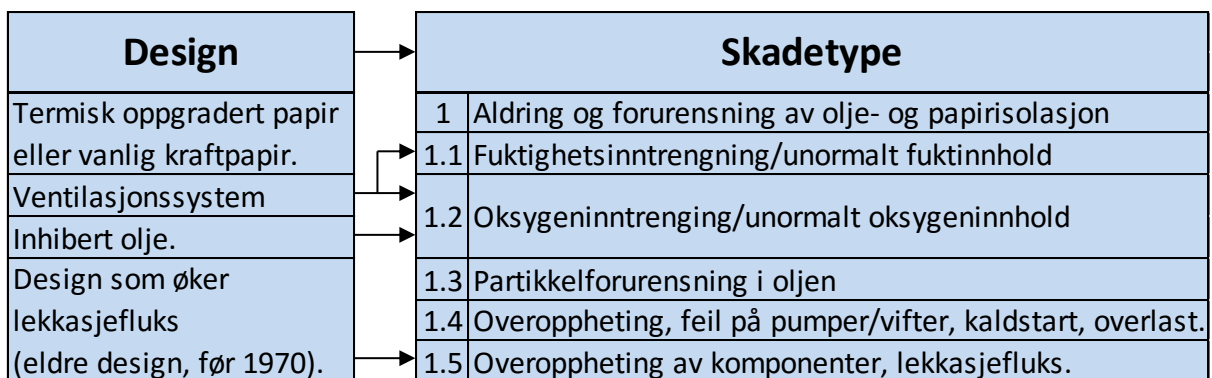 Design
Skadetype
Termisk oppgradert papir
eller vanlig kraftpapir.
Ventilasjonssystem
Inhibert olje.
Design som øker
lekkasjefluks
(eldre design, før 1970).
1 Aldring og forurensning av olje- og papirisolasjon
1.1 Fuktighetsinntrengning/unormalt fuktinnhold
1.2 Oksygeninntrenging/unormalt oksygeninnhold
1.3 Partikkelforurensning i oljen
1.4 Overoppheting, feil på pumper/vifter, kaldstart, overlast.
1.5 Overoppheting av komponenter, lekkasjefluks.